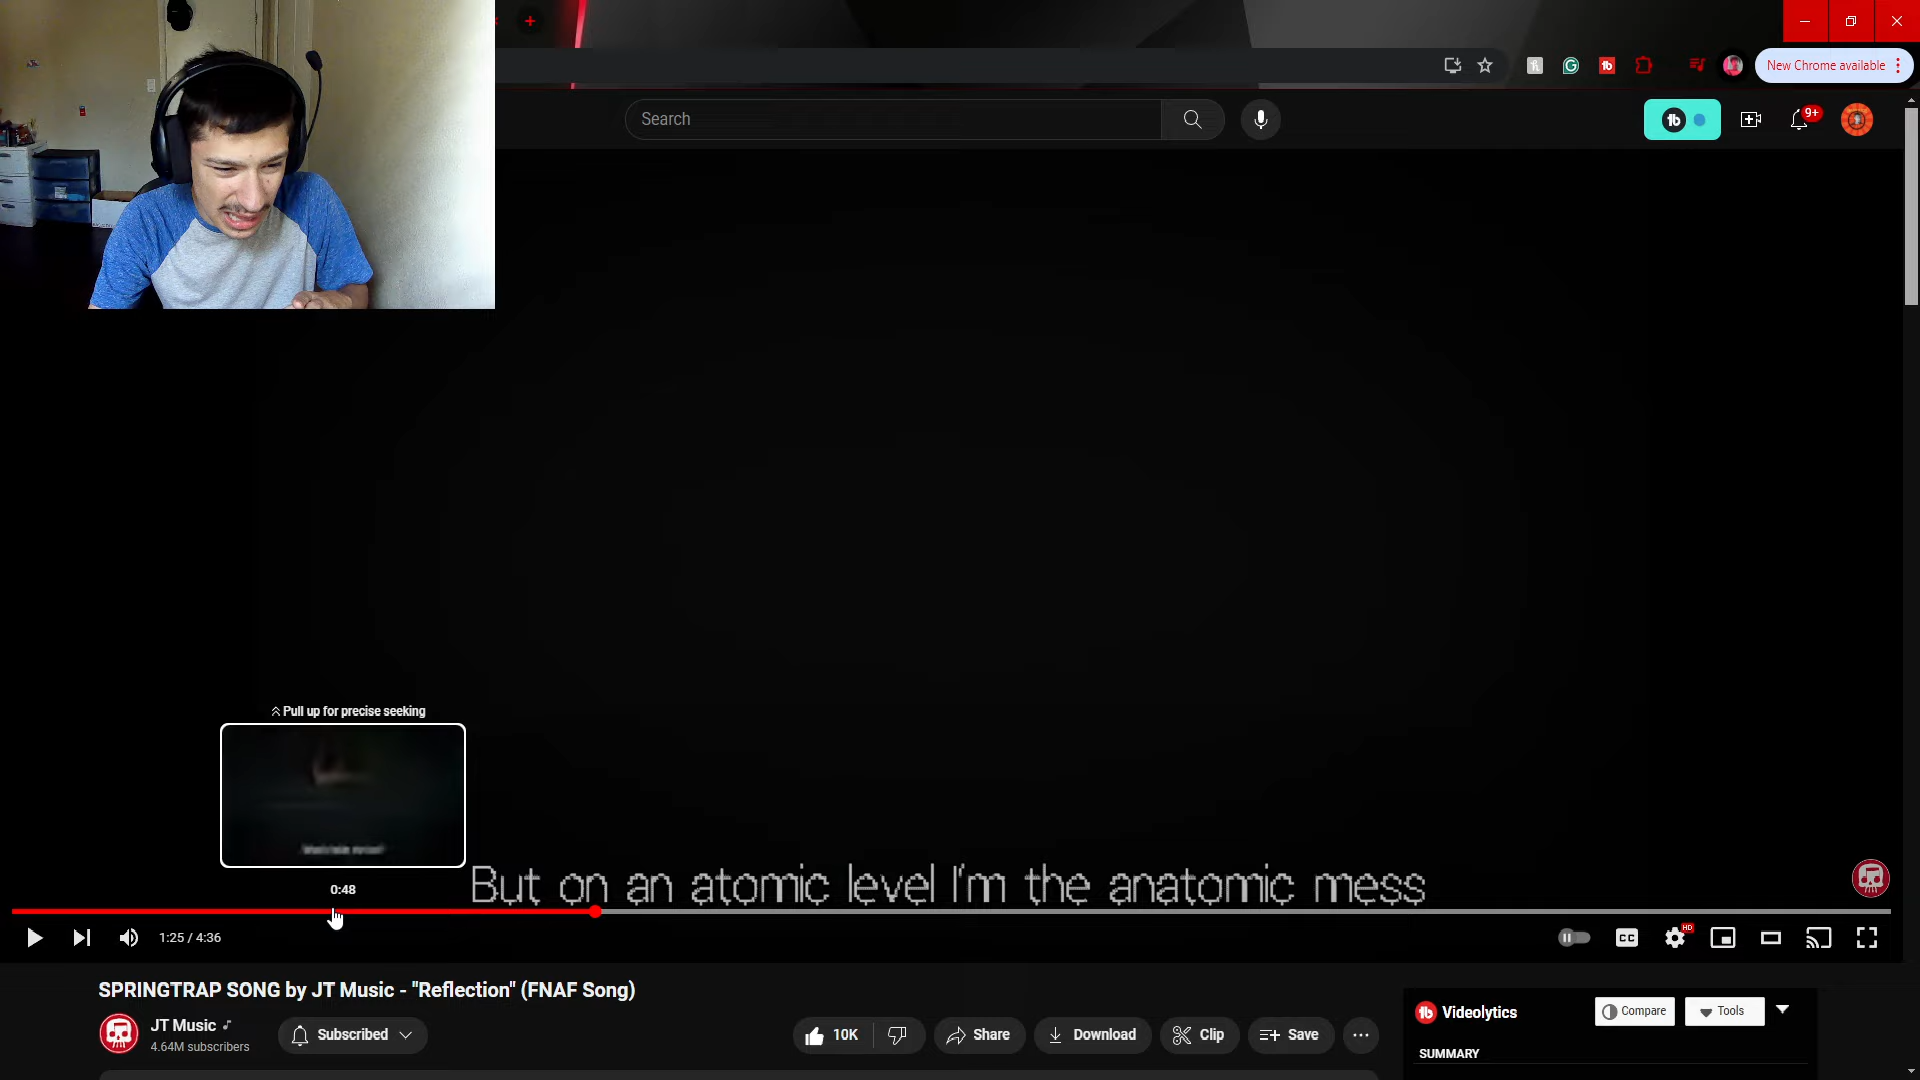 New Chrome available
Search
9+
Pull up for precise seeking
0:48
But on an atomic level I'm the anatomic mess
1:25 / 4:36
CC
HD
SPRINGTRAP SONG by JT Music - "Reflection" (FNAF Song)
JT Music
4.64M subscribers
Subscribed
10K
Share
Download
Clip
Save
Videolytics
Compare
Tools
SUMMARY